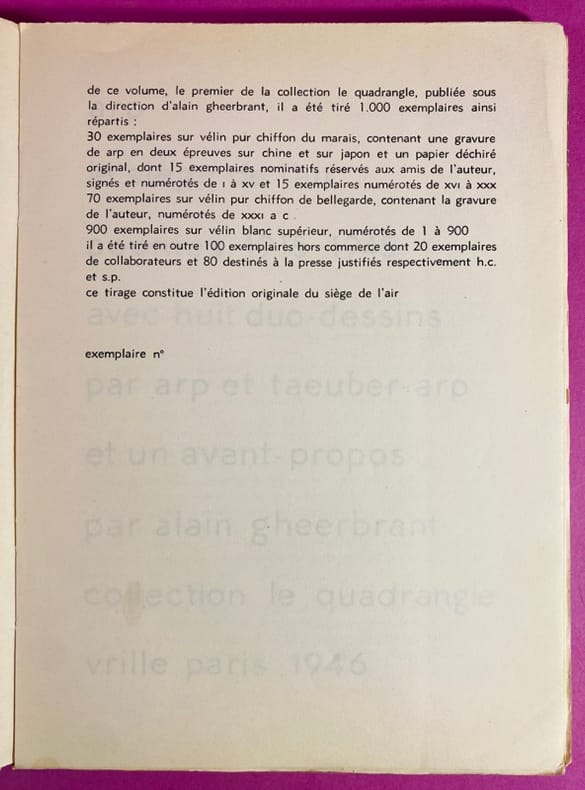 de ce volume, le premier de la collection le quadrangle, publiée sous
la direction d'alain gheerbrant, il a été tiré 1.000 exemplaires ainsi
répartis :
30 exemplaires sur vélin pur chiffon du marais, contenant une gravure
de arp en deux épreuves sur chine et sur japon et un papier déchiré
original, dont 15 exemplaires nominatifs réservés aux amis de l'auteur,
signés et numérotés de ı à xv et 15 exemplaires numérotés de xvı à xxx
70 exemplaires sur vélin pur chiffon de bellegarde, contenant la gravure
de l'auteur, numérotés de xxxı a c .
900 exemplaires sur vélin blanc supérieur, numérotés de 1 à 900
il a été tiré en outre 100 exemplaires hors commerce dont 20 exemplaires
de collaborateurs et 80 destinés à la presse justifiés respectivement h.c.
et s.p.
ce tirage constitue l'édition originale du siège de l'air
avec huit duo-dessins
exemplaire n°
par arp et taeuber-arp
et un avant-propos
par alain gheerbrant
collection le quadrangle
vrille paris 1946